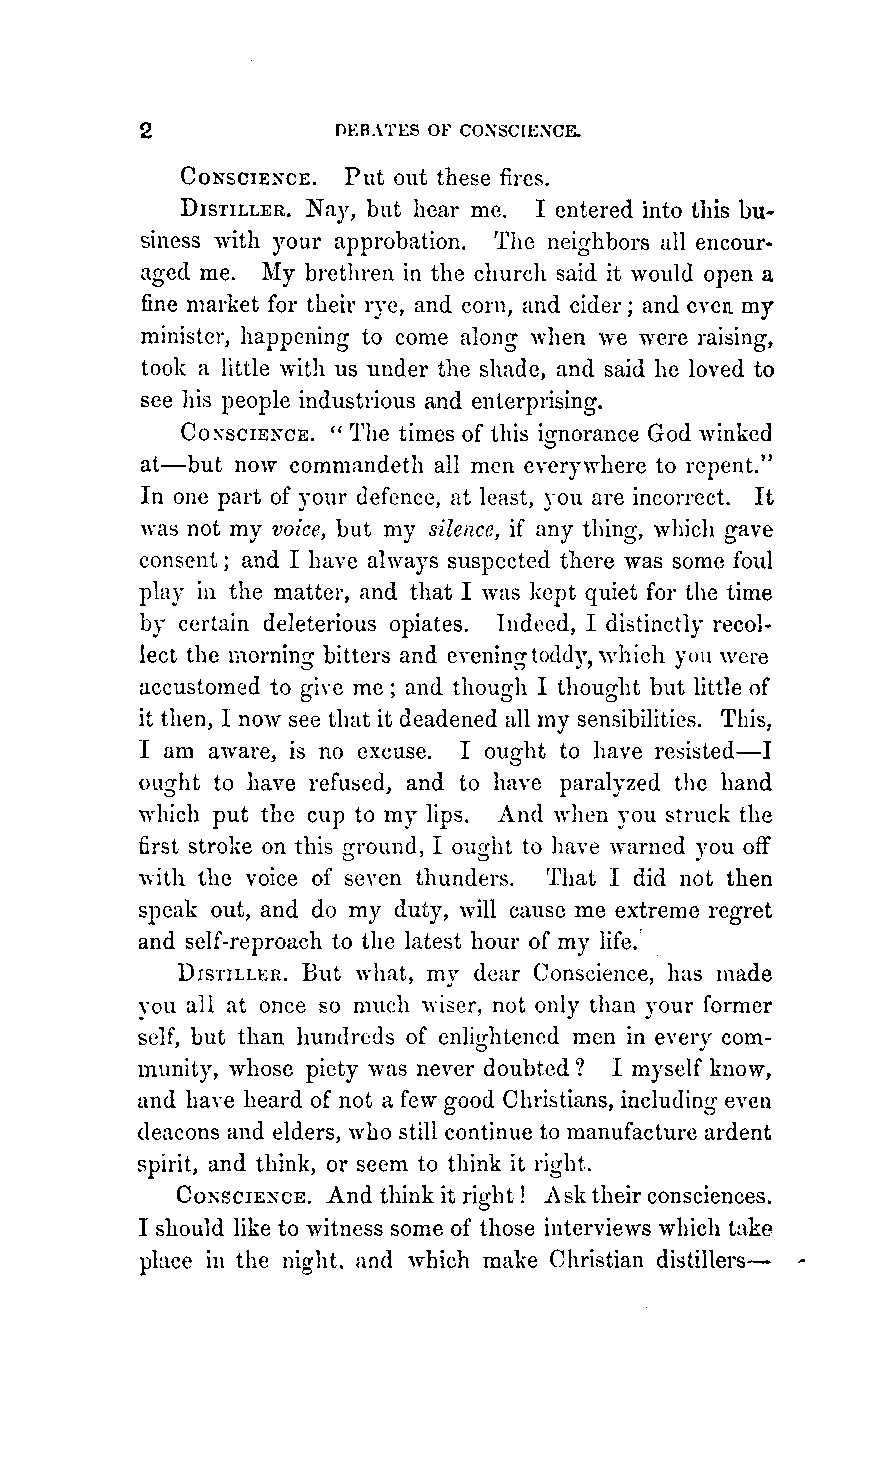 2 DEBATES OF CONSCIENCE.
CONSCIENCE. Put out these fires.
DISTILLER. Nay, but hear me. I entered into this bu-
siness with your approbation. The neighbors all encour-
aged me. My brethren in the church said it would open a
fine market for their rye, and corn, and cider; and even my
minister, happening to come along when we were raising,
took a little with us under the shade, and said he loved to
see his people industrious and enterprising.
CONSCIENCE. "The times of this ignorance God winked
at—but now commandeth all men everywhere to repent."
In one part of your defence, at least, you are incorrect. It
was not my voice, but my silence, if any thing, which gave
consent; and I have always suspected there was some foul
play in the matter, and that I was kept quiet for the time
by certain deleterious opiates. Indeed, I distinctly recol-
lect the morning bitters and evening toddy, which you were
accustomed to give me; and though I thought but little of
it then, I now see that it deadened all my sensibilities. This,
I am aware, is no excuse. I ought to have resisted—I
ought to have refused, and to have paralyzed the hand
which put the cup to my lips. And when you struck the
first stroke on this ground, I ought to have warned you off
with the voice of seven thunders. That I did not then
speak out, and do my duty, will cause me extreme regret
and self-reproach to the latest hour of my life.
DISTILLER. But what, my dear Conscience, has made
you all at once so much wiser, not only than your former
self, but than hundreds of enlightened men in every com-
munity, whose piety was never doubted? I myself know,
and have heard of not a few good Christians, including even
deacons and elders, who still continue to manufacture ardent
spirit, and think, or seem to think it right.
CONSCIENCE. And think it right! Ask their consciences.
I should like to witness some of those interviews which take
place in the night, and which make Christian distillers—